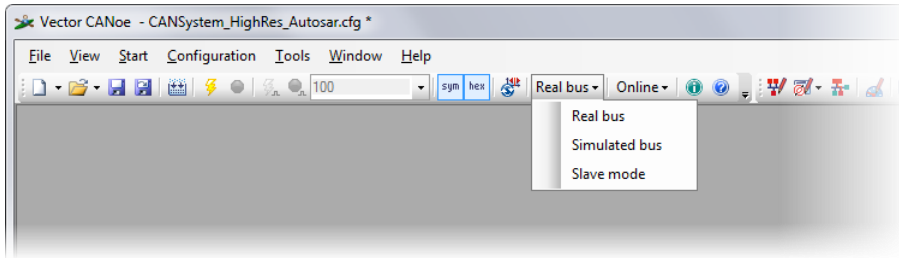 Vector CANoe - CANSystem_HighRes_Autosar.cfg *
File View Start Configuration Tools Window Help
100 sym hex Real bus Online
Real bus
Simulated bus
Slave mode